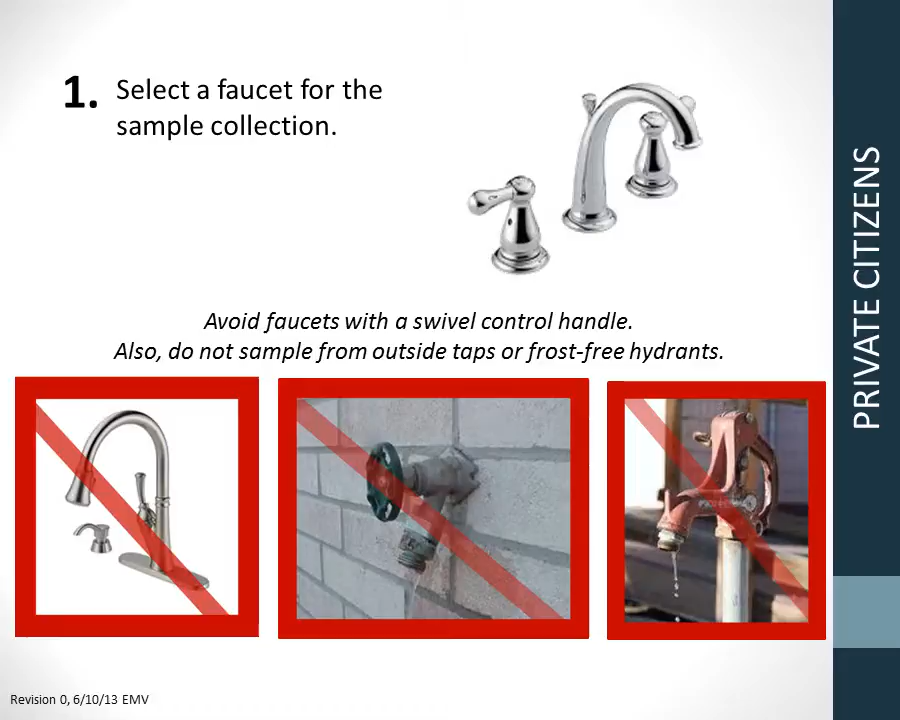 1. Select a faucet for the
sample collection.
Avoid faucets with a swivel control handle.
Also, do not sample from outside taps or frost-free hydrants.
PRIVATE CITIZENS
Revision 0, 6/10/13 EMV